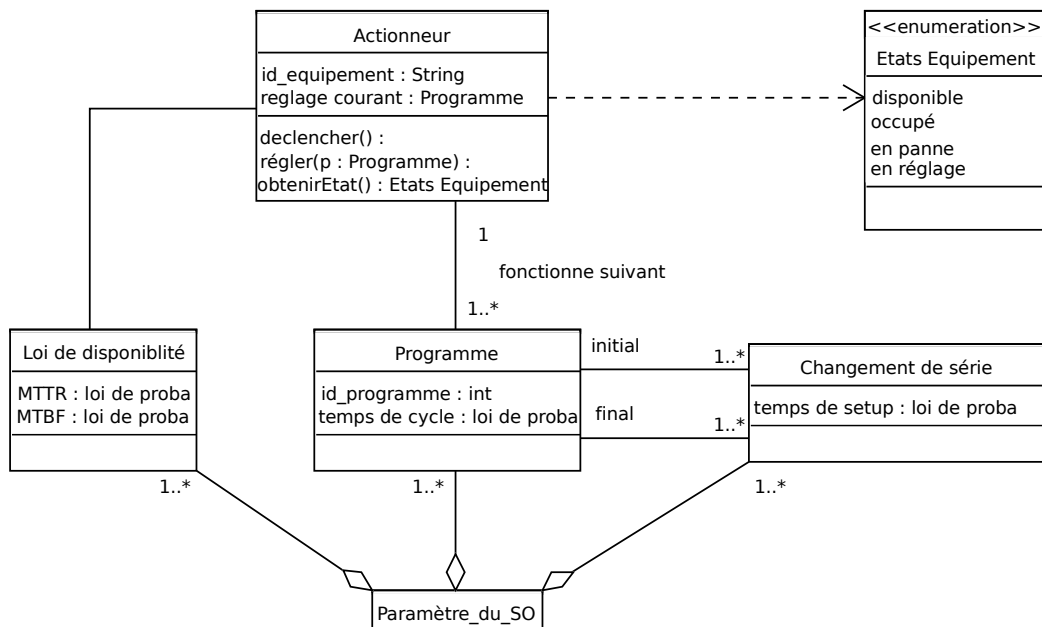 Actionneur
id_equipement : String
reglage courant : Programme
declencher() :
régler(p : Programme) :
obtenirEtat() : Etats Equipement
<<enumeration>>
Etats Equipement
disponible
occupé
en panne
en réglage
1
fonctionne suivant
1..*
Loi de disponiblité
MTTR : loi de proba
MTBF : loi de proba
Programme
id_programme : int
temps de cycle : loi de proba
initial
1..*
final
1..*
Changement de série
temps de setup : loi de proba
1..*
1..*
1..*
Paramètre_du_SO